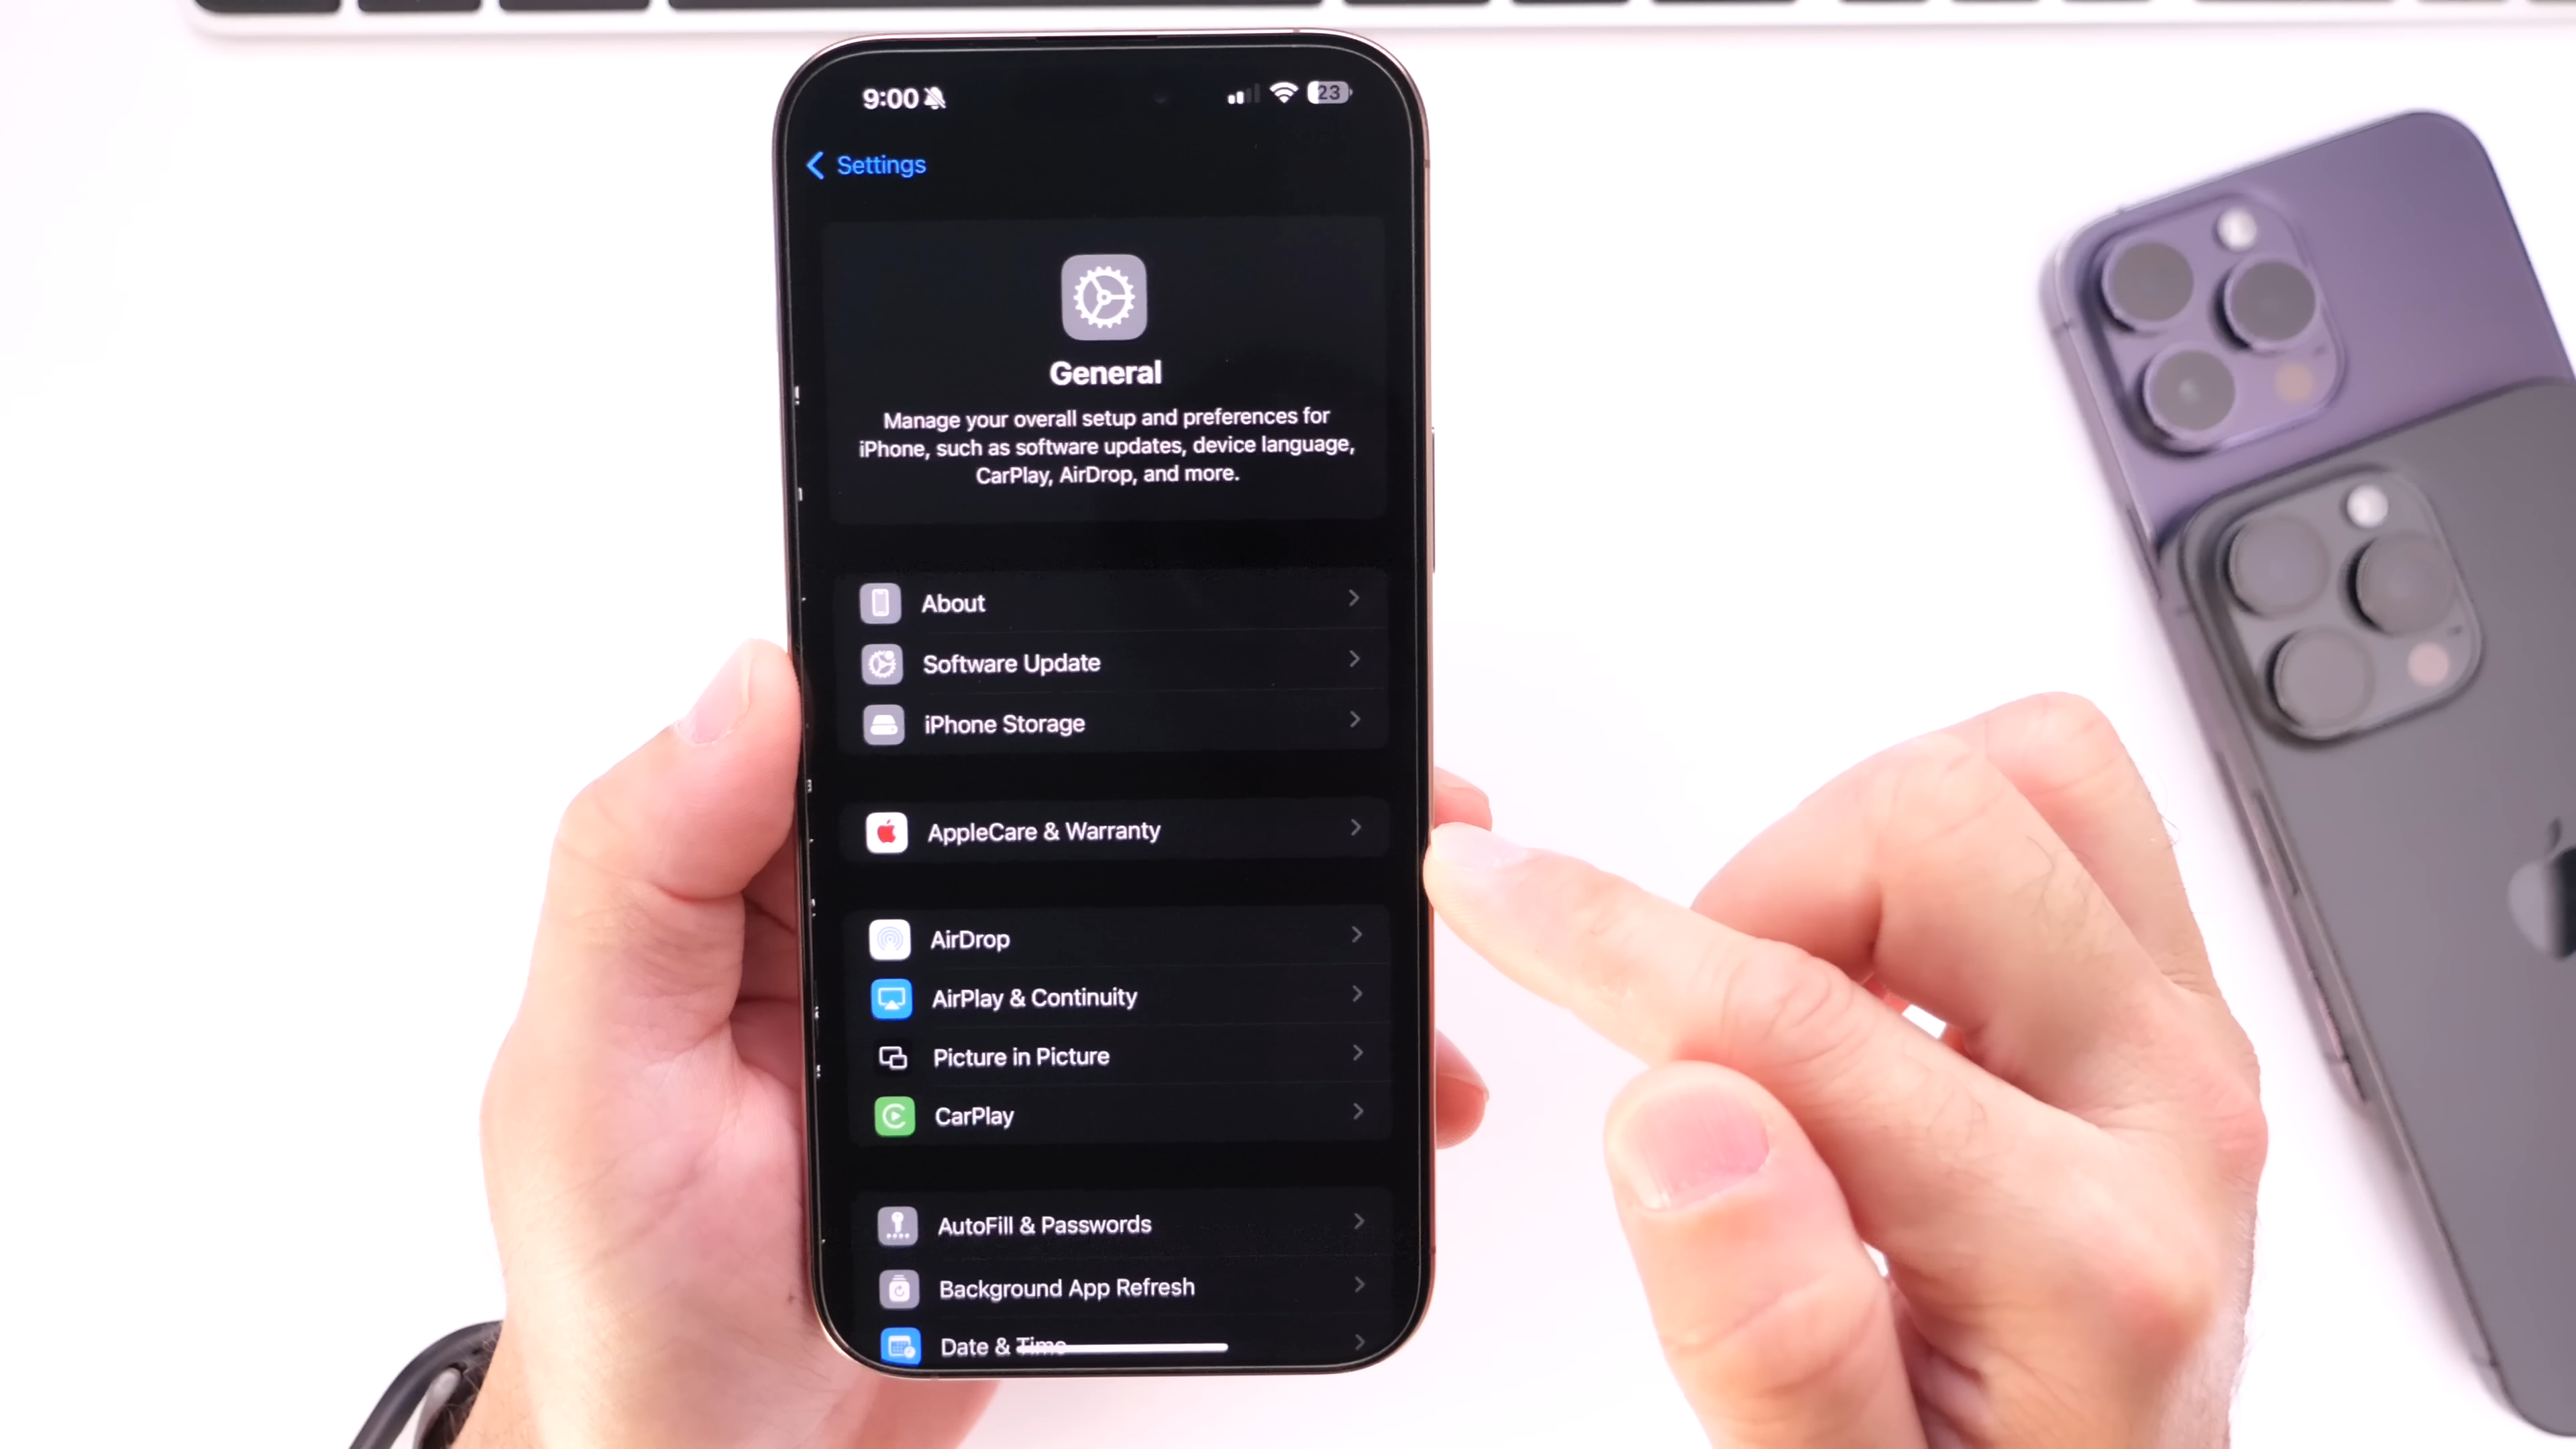 9:00
23
Settings
General
Manage your overall setup and preferences for
iPhone, such as software updates, device language,
CarPlay, AirDrop, and more.
About
Software Update
iPhone Storage
AppleCare & Warranty
AirDrop
AirPlay & Continuity
Picture in Picture
CarPlay
AutoFill & Passwords
Background App Refresh
Date & Time